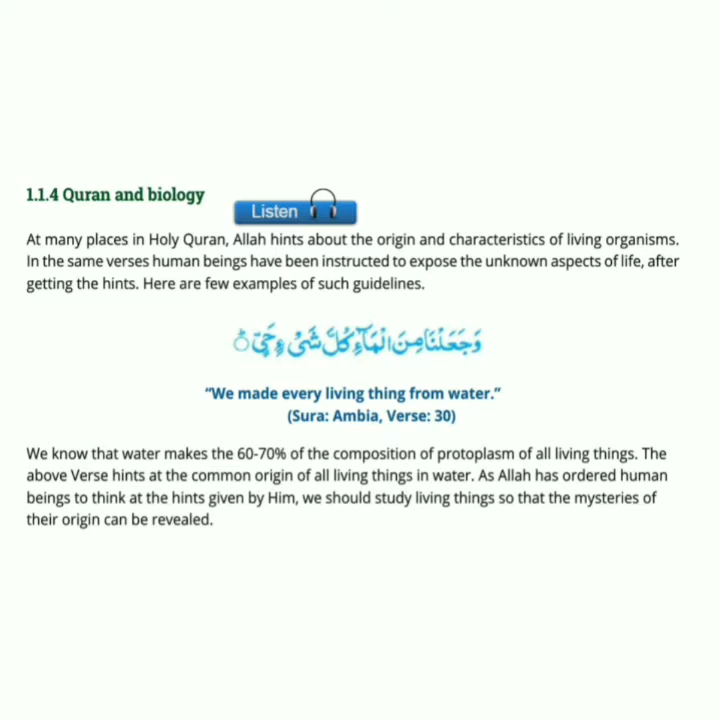 1.1.4 Quran and biology
Listen
At many places in Holy Quran, Allah hints about the origin and characteristics of living organisms.
In the same verses human beings have been instructed to expose the unknown aspects of life, after
getting the hints. Here are few examples of such guidelines.
وَجَعَلْنَا مِنَ الْمَآءِ كُلَّ شَىْءٍ حَيٍّ ؕ
“We made every living thing from water.”
(Sura: Ambia, Verse: 30)
We know that water makes the 60-70% of the composition of protoplasm of all living things. The
above Verse hints at the common origin of all living things in water. As Allah has ordered human
beings to think at the hints given by Him, we should study living things so that the mysteries of
their origin can be revealed.